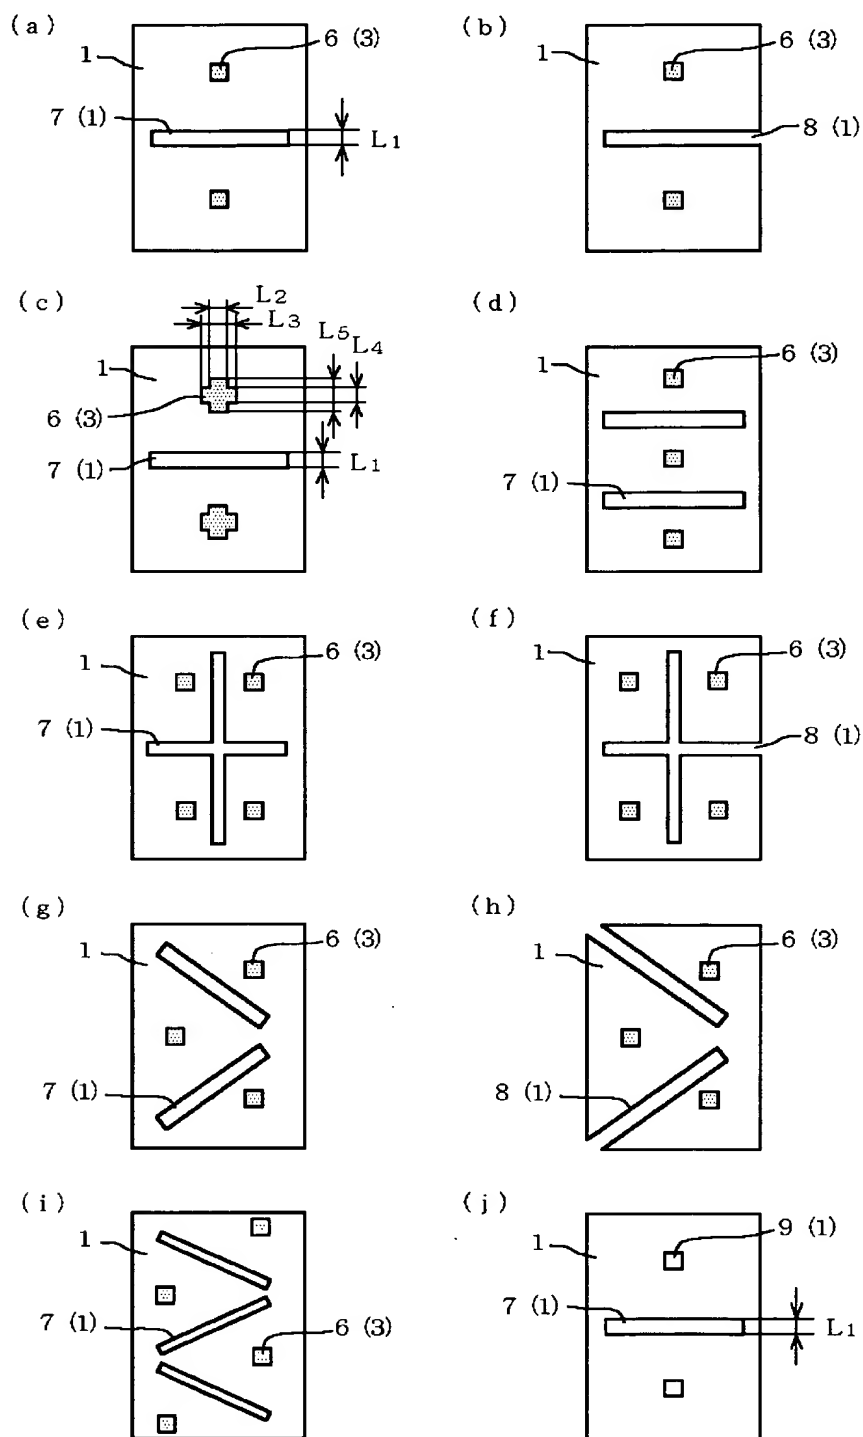 (a)
1
6 (3)
7 (1)
L1
(b)
1
6 (3)
8 (1)
(c)
L2
L3
L5
L4
1
6 (3)
7 (1)
L1
(d)
1
6 (3)
7 (1)
(e)
1
6 (3)
7 (1)
(f)
1
6 (3)
8 (1)
(g)
1
6 (3)
7 (1)
(h)
1
6 (3)
8 (1)
(i)
1
7 (1)
6 (3)
(j)
1
9 (1)
7 (1)
L1